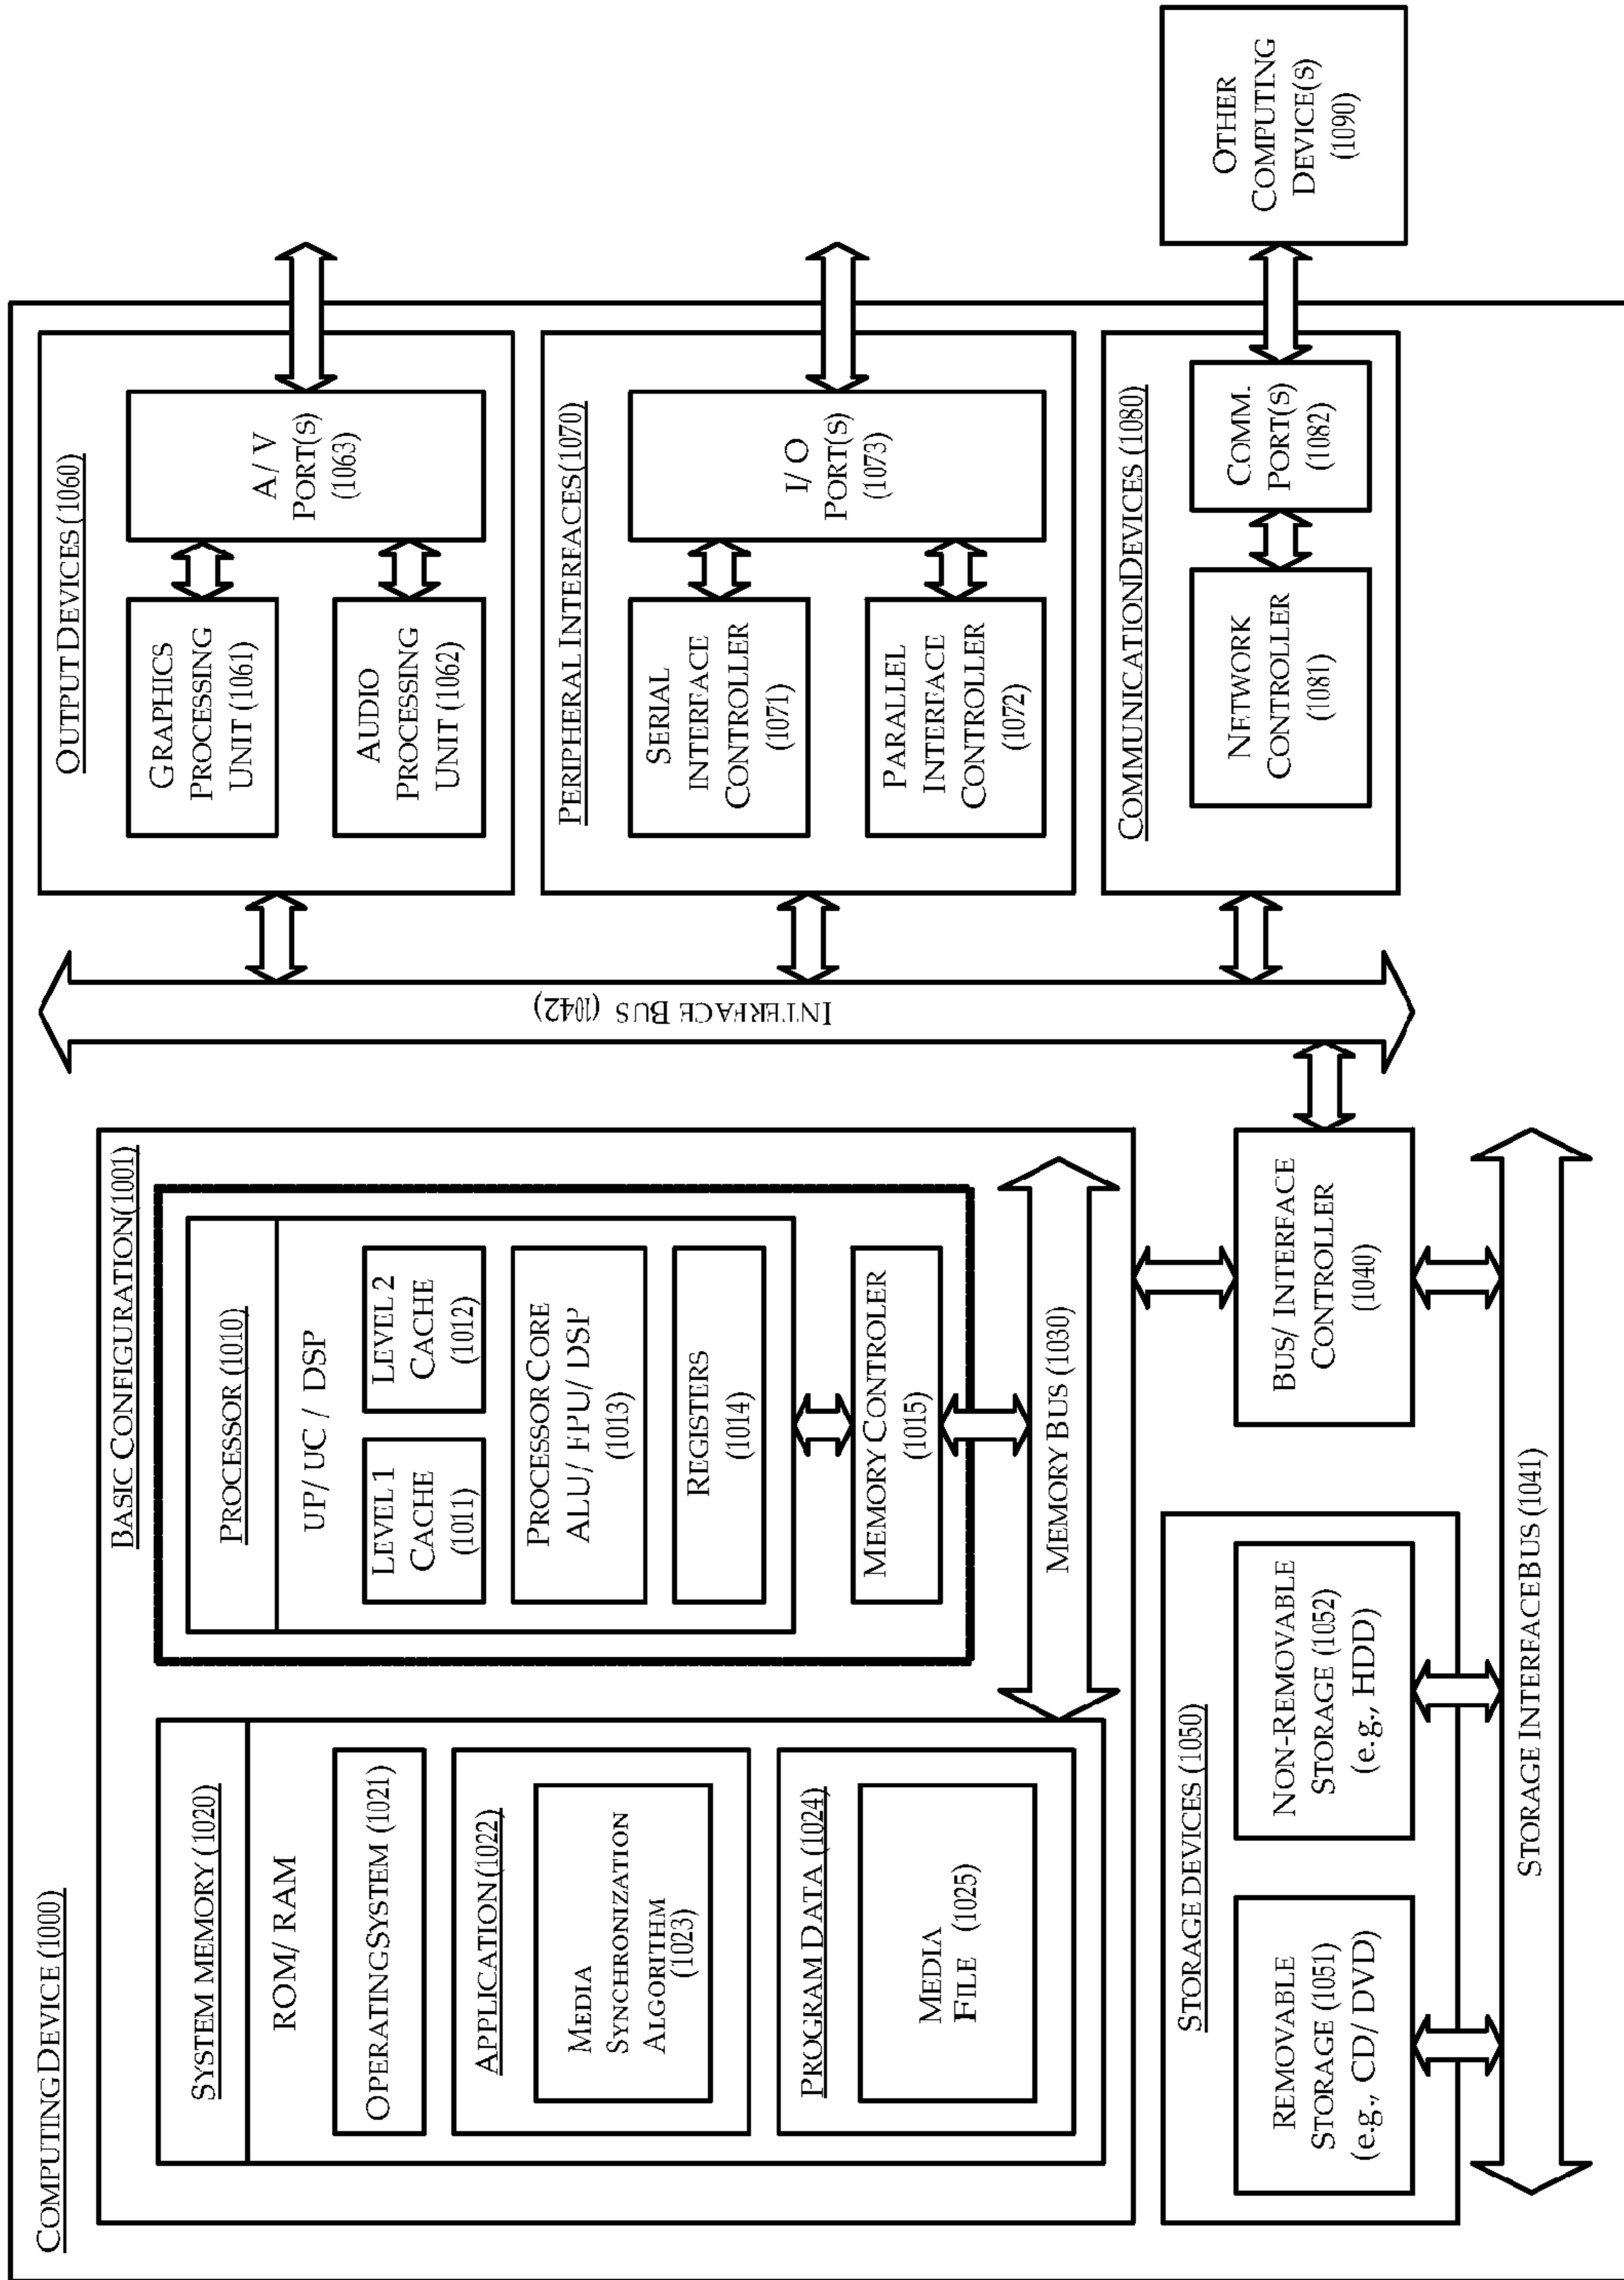 COMPUTING DEVICE (1000)
BASIC CONFIGURATION (1001)
SYSTEM MEMORY (1020)
ROM/ RAM
OPERATING SYSTEM (1021)
APPLICATION (1022)
MEDIA
SYNCHRONIZATION
ALGORITHM
(1023)
PROGRAM DATA (1024)
MEDIA
FILE (1025)
PROCESSOR (1010)
UP/ UC / DSP
LEVEL 1
CACHE
(1011)
LEVEL 2
CACHE
(1012)
PROCESSOR CORE
ALU/ FPU/ DSP
(1013)
REGISTERS
(1014)
MEMORY CONTROLER
(1015)
MEMORY BUS (1030)
BUS/ INTERFACE
CONTROLLER
(1040)
STORAGE DEVICES (1050)
REMOVABLE
STORAGE (1051)
(e.g., CD/ DVD)
NON-REMOVABLE
STORAGE (1052)
(e.g., HDD)
STORAGE INTERFACE BUS (1041)
INTERFACE BUS (1042)
OUTPUT DEVICES (1060)
GRAPHICS
PROCESSING
UNIT (1061)
AUDIO
PROCESSING
UNIT (1062)
A/ V
PORT(S)
(1063)
PERIPHERAL INTERFACES (1070)
SERIAL
INTERFACE
CONTROLLER
(1071)
PARALLEL
INTERFACE
CONTROLLER
(1072)
I/ O
PORT(S)
(1073)
COMMUNICATION DEVICES (1080)
NETWORK
CONTROLLER
(1081)
COMM.
PORT(S)
(1082)
OTHER
COMPUTING
DEVICE(S)
(1090)